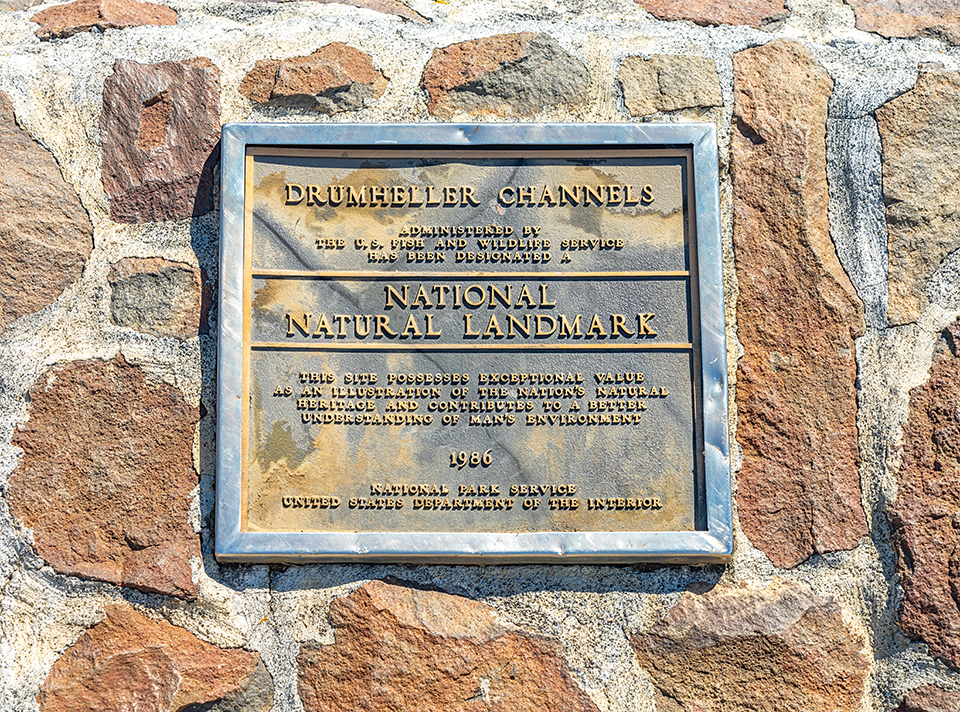 DRUMHELLER CHANNELS
ADMINISTERED BY
THE U.S. FISH AND WILDLIFE SERVICE
HAS BEEN DESIGNATED A
NATIONAL
NATURAL LANDMARK
THIS SITE POSSESSES EXCEPTIONAL VALUE
AS AN ILLUSTRATION OF THE NATION'S NATURAL
HERITAGE AND CONTRIBUTES TO A BETTER
UNDERSTANDING OF MAN'S ENVIRONMENT
1986
NATIONAL PARK SERVICE
UNITED STATES DEPARTMENT OF THE INTERIOR